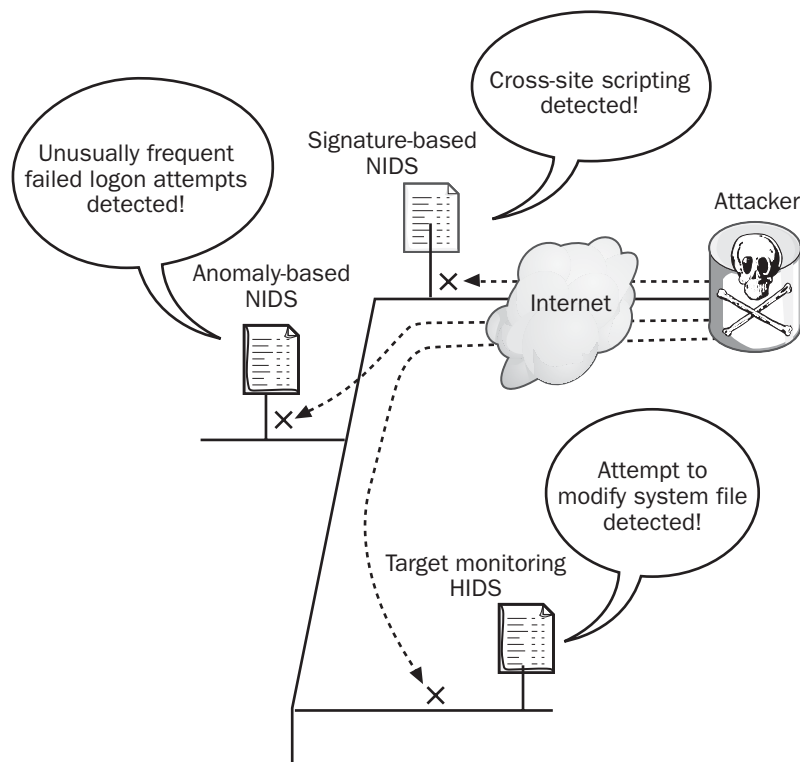 Cross-site scripting
detected!
Signature-based
NIDS
Unusually frequent
failed logon attempts
detected!
Attacker
Anomaly-based
NIDS
Internet
Attempt to
modify system file
detected!
Target monitoring
HIDS